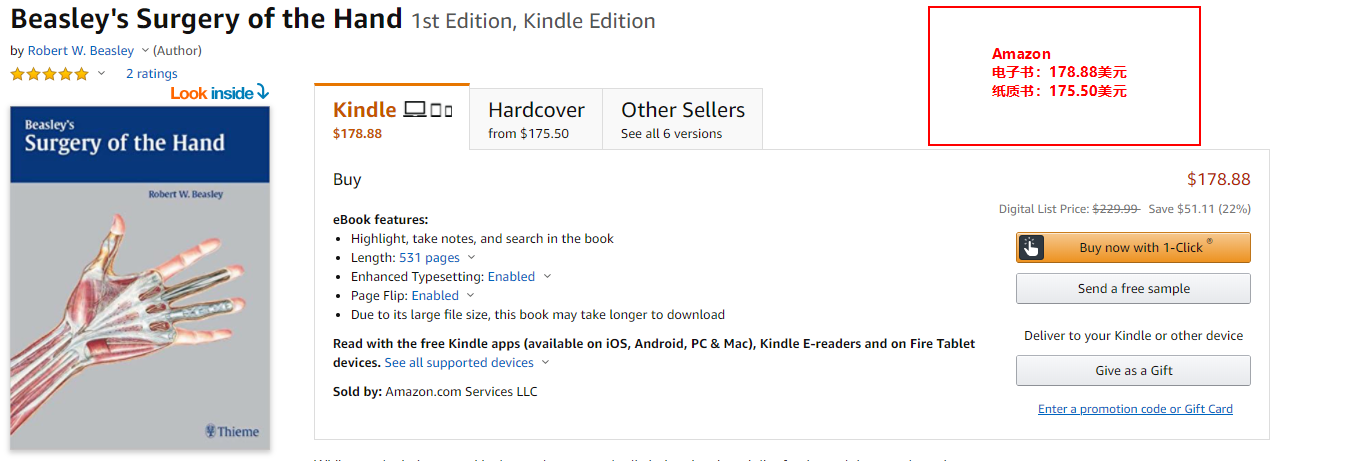 Beasley's Surgery of the Hand 1st Edition, Kindle Edition
by Robert W. Beasley (Author)
2 ratings
Look inside
Beasley's
Surgery of the Hand
Robert W. Beasley
Thieme
Kindle
$178.88
Hardcover
from $175.50
Other Sellers
See all 6 versions
Amazon
电子书：178.88美元
纸质书：175.50美元
Buy
$178.88
Digital List Price: $229.99 Save $51.11 (22%)
eBook features:
• Highlight, take notes, and search in the book
• Length: 531 pages
• Enhanced Typesetting: Enabled
• Page Flip: Enabled
• Due to its large file size, this book may take longer to download
Read with the free Kindle apps (available on iOS, Android, PC & Mac), Kindle E-readers and on Fire Tablet
devices. See all supported devices
Sold by: Amazon.com Services LLC
Buy now with 1-Click ®
Send a free sample
Deliver to your Kindle or other device
Give as a Gift
Enter a promotion code or Gift Card